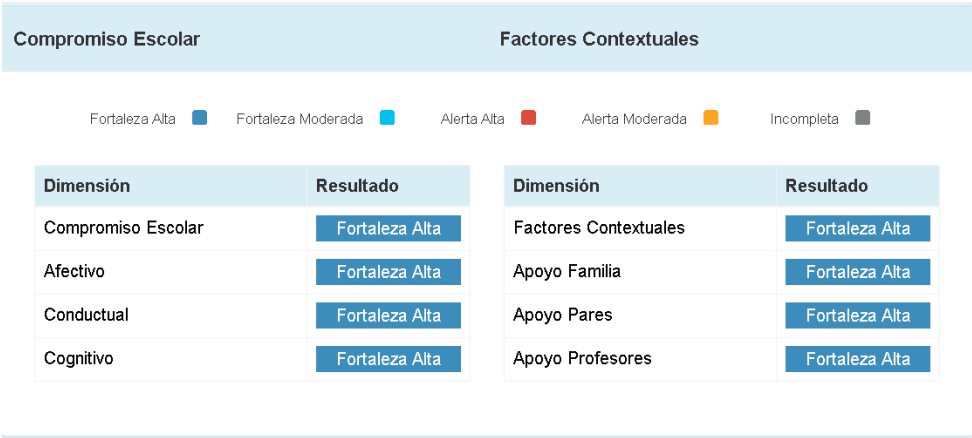 Compromiso Escolar Factores Contextuales
Fortaleza Alta Fortaleza Moderada Alerta Alta Alerta Moderada Incompleta
Dimensión Resultado
Compromiso Escolar Fortaleza Alta
Afectivo Fortaleza Alta
Conductual Fortaleza Alta
Cognitivo Fortaleza Alta
Dimensión Resultado
Factores Contextuales Fortaleza Alta
Apoyo Familia Fortaleza Alta
Apoyo Pares Fortaleza Alta
Apoyo Profesores Fortaleza Alta